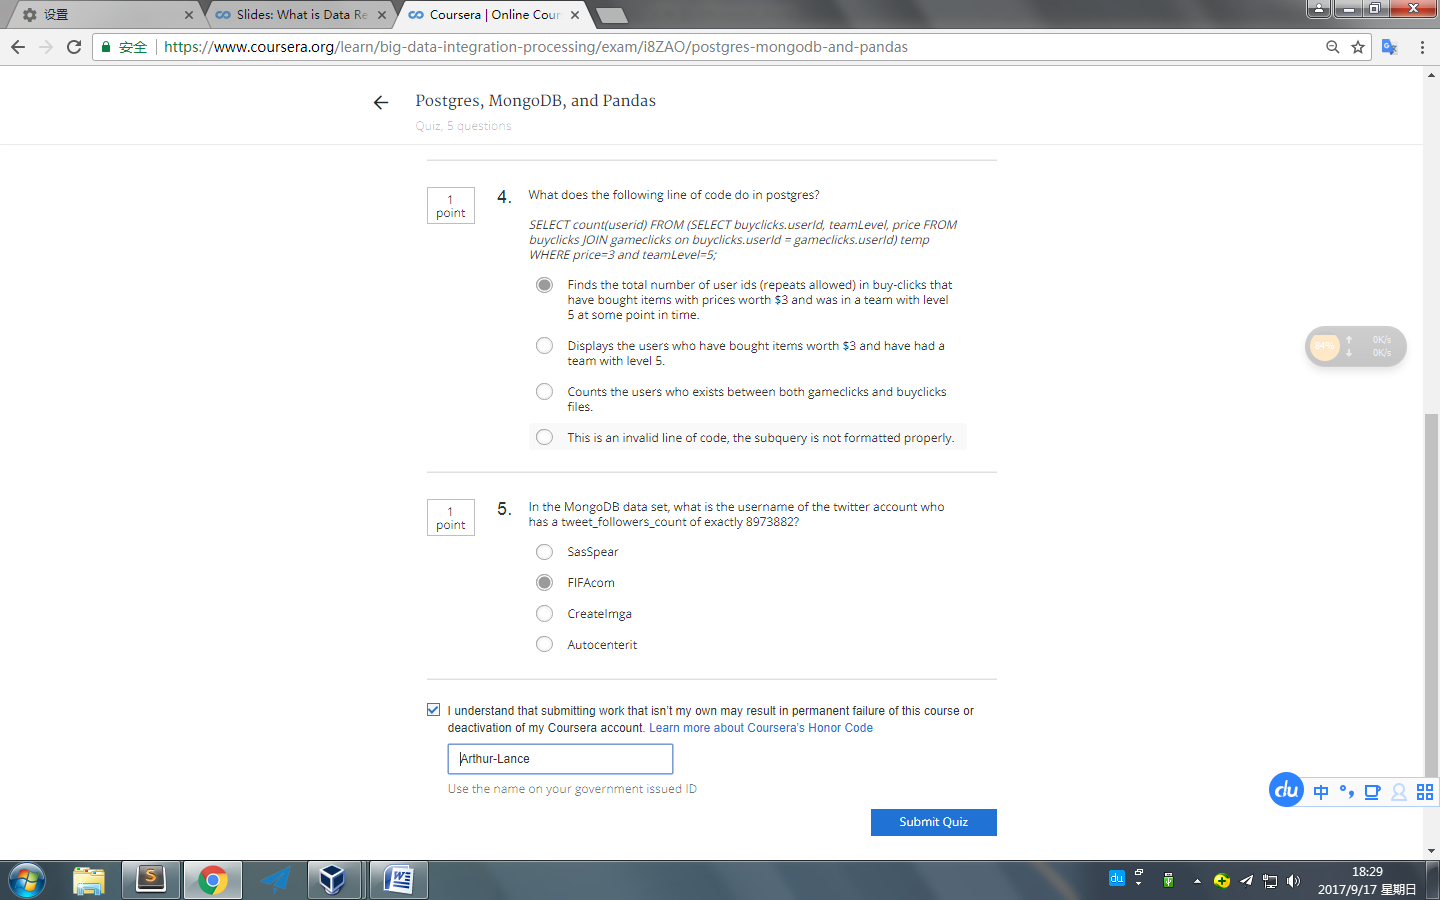 设置
Slides: What is Data Re
Coursera | Online Cour
安全
https://www.coursera.org/learn/big-data-integration-processing/exam/i8ZAO/postgres-mongodb-and-pandas
Postgres, MongoDB, and Pandas
Quiz, 5 questions
1
point
4.
What does the following line of code do in postgres?
SELECT count(userid) FROM (SELECT buyclicks.userId, teamLevel, price FROM
buyclicks JOIN gameclicks on buyclicks.userId = gameclicks.userId) temp
WHERE price=3 and teamLevel=5;
Finds the total number of user ids (repeats allowed) in buy-clicks that
have bought items with prices worth $3 and was in a team with level
5 at some point in time.
Displays the users who have bought items worth $3 and have had a
team with level 5.
Counts the users who exists between both gameclicks and buyclicks
files.
This is an invalid line of code, the subquery is not formatted properly.
84%
0K/s
0K/s
1
point
5.
In the MongoDB data set, what is the username of the twitter account who
has a tweet_followers_count of exactly 8973882?
SasSpear
FIFAcom
CreateImga
Autocenterit
I understand that submitting work that isn't my own may result in permanent failure of this course or
deactivation of my Coursera account. Learn more about Coursera's Honor Code
Arthur-Lance
Use the name on your government issued ID
Submit Quiz
du
中
du
18:29
2017/9/17 星期日